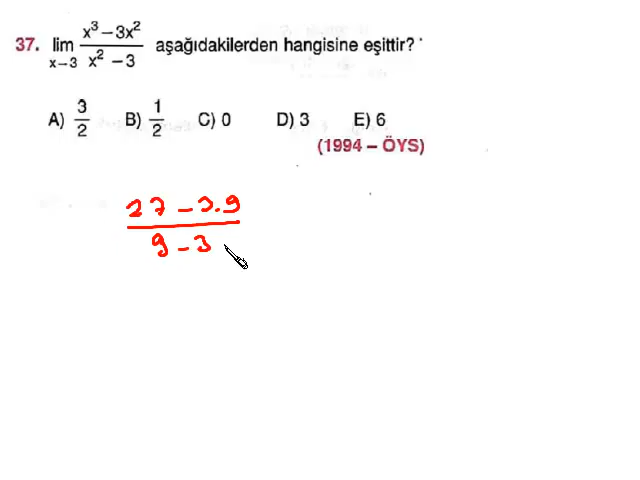 37. lim x→3 x³ – 3x² / x² – 3 aşağıdakilerden hangisine eşittir?
A) 3/2 B) 1/2 C) 0 D) 3 E) 6
(1994 – ÖYS)
27 – 3.9
9 – 3